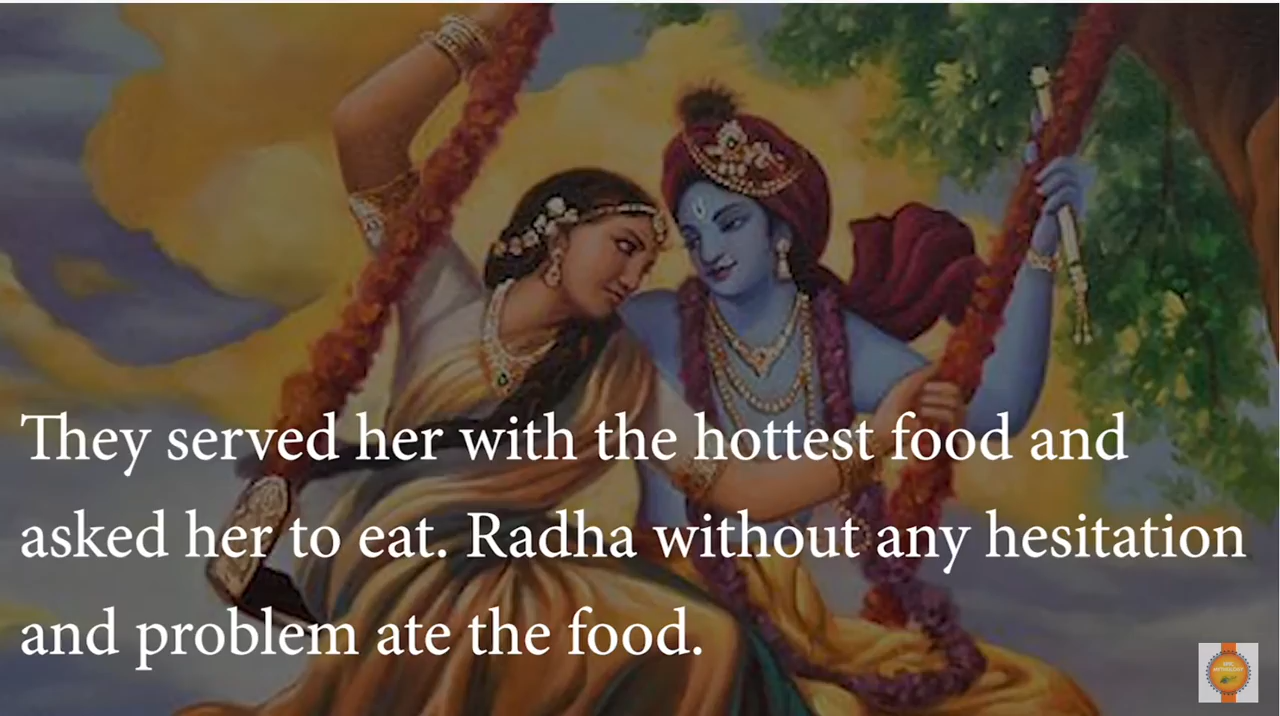 They served her with the hottest food and
asked her to eat. Radha without any hesitation
and problem ate the food.